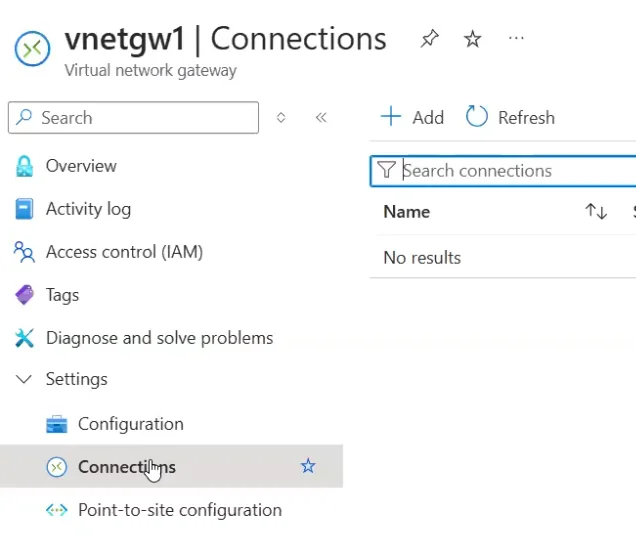 vnetgw1 | Connections
Virtual network gateway
Search
Add
Refresh
Search connections
Name
No results
Overview
Activity log
Access control (IAM)
Tags
Diagnose and solve problems
Settings
Configuration
Connections
Point-to-site configuration